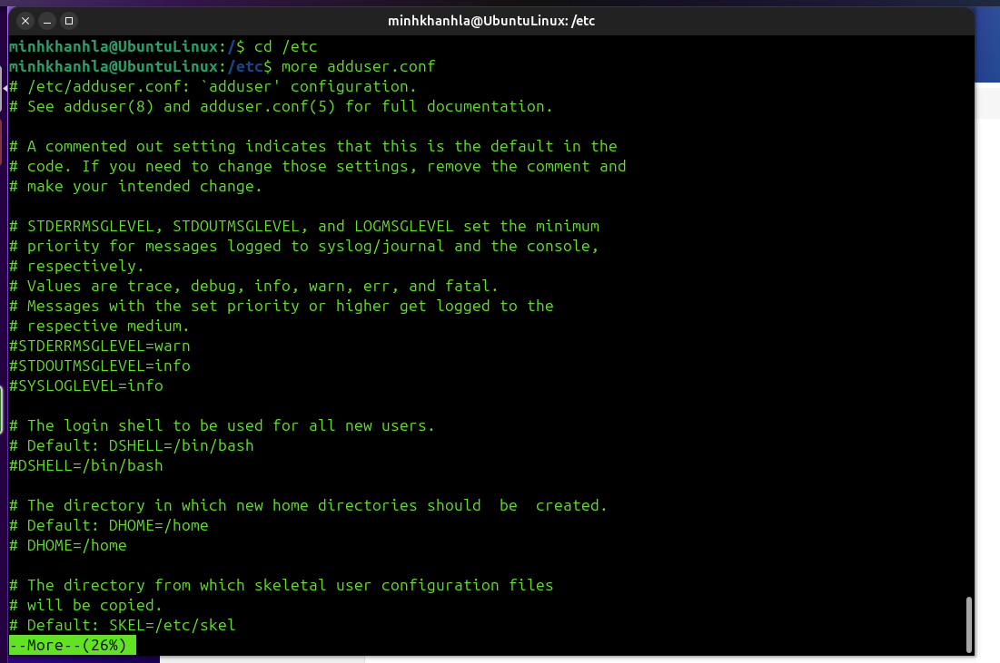 minhkhanhla@UbuntuLinux: /etc
minhkhanhla@UbuntuLinux:/$ cd /etc
minhkhanhla@UbuntuLinux:/etc$ more adduser.conf
# /etc/adduser.conf: `adduser' configuration.
# See adduser(8) and adduser.conf(5) for full documentation.

# A commented out setting indicates that this is the default in the
# code. If you need to change those settings, remove the comment and
# make your intended change.

# STDERRMSGLEVEL, STDOUTMSGLEVEL, and LOGMSGLEVEL set the minimum
# priority for messages logged to syslog/journal and the console,
# respectively.
# Values are trace, debug, info, warn, err, and fatal.
# Messages with the set priority or higher get logged to the
# respective medium.
#STDERRMSGLEVEL=warn
#STDOUTMSGLEVEL=info
#SYSLOGLEVEL=info

# The login shell to be used for all new users.
# Default: DSHELL=/bin/bash
#DSHELL=/bin/bash

# The directory in which new home directories should  be  created.
# Default: DHOME=/home
# DHOME=/home

# The directory from which skeletal user configuration files
# will be copied.
# Default: SKEL=/etc/skel
--More--(26%)